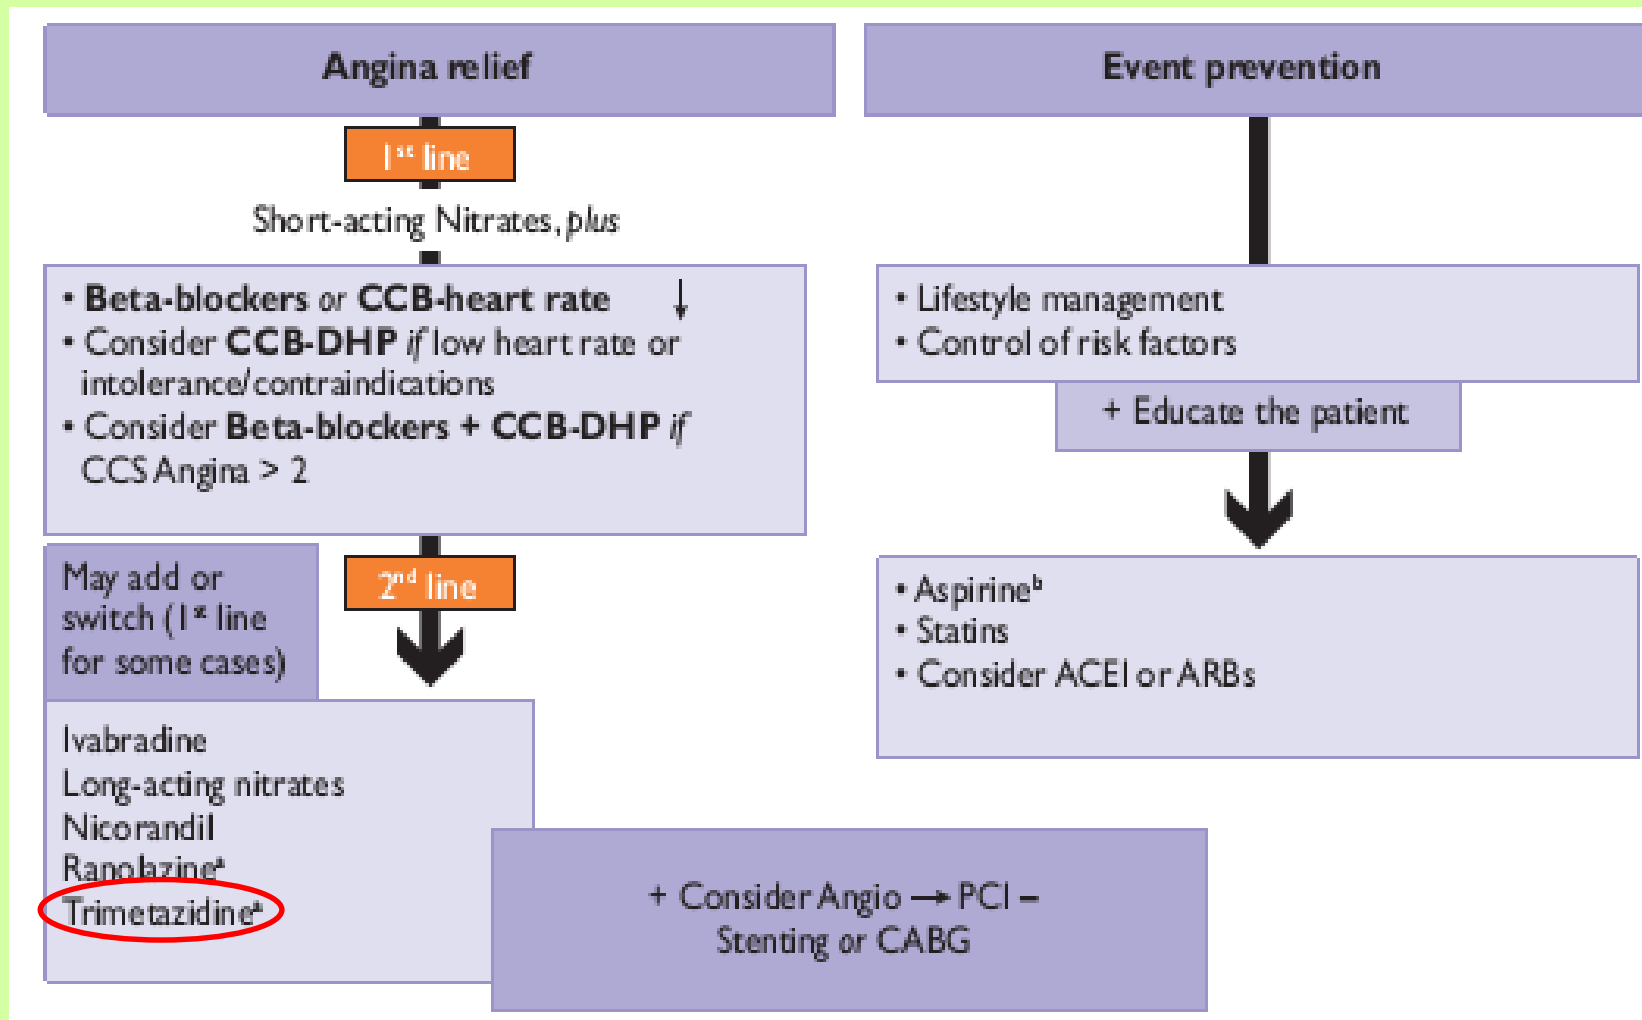 Angina relief
1st line
Short-acting Nitrates, plus
• Beta-blockers or CCB-heart rate ↓
• Consider CCB-DHP if low heart rate or
intolerance/contraindications
• Consider Beta-blockers + CCB-DHP if
CCS Angina > 2
May add or
switch (1st line
for some cases)
2nd line
Ivabradine
Long-acting nitrates
Nicorandil
Ranolazineᵃ
Trimetazidineᵃ
+ Consider Angio → PCI –
Stenting or CABG
Event prevention
• Lifestyle management
• Control of risk factors
+ Educate the patient
• Aspirineᵇ
• Statins
• Consider ACEI or ARBs